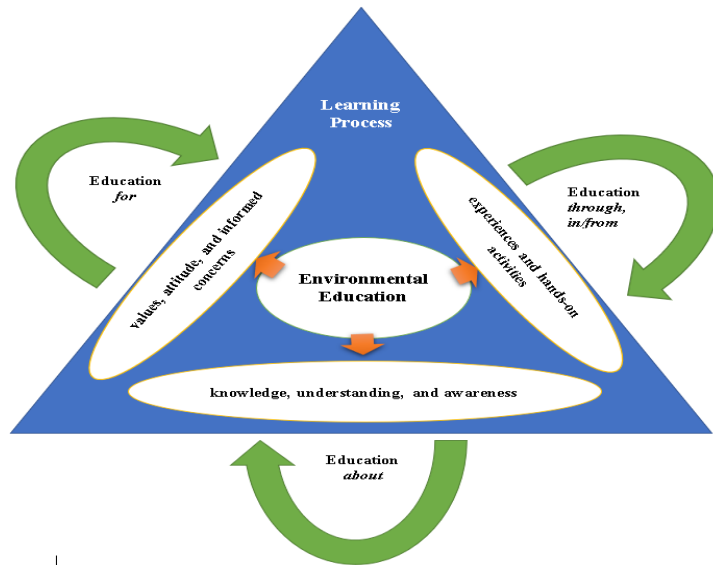 Learning
Process
Education
for
values, attitude, and informed
concerns
Environmental
Education
experiences and hands-on
activities
Education
through,
in/from
knowledge, understanding, and awareness
Education
about